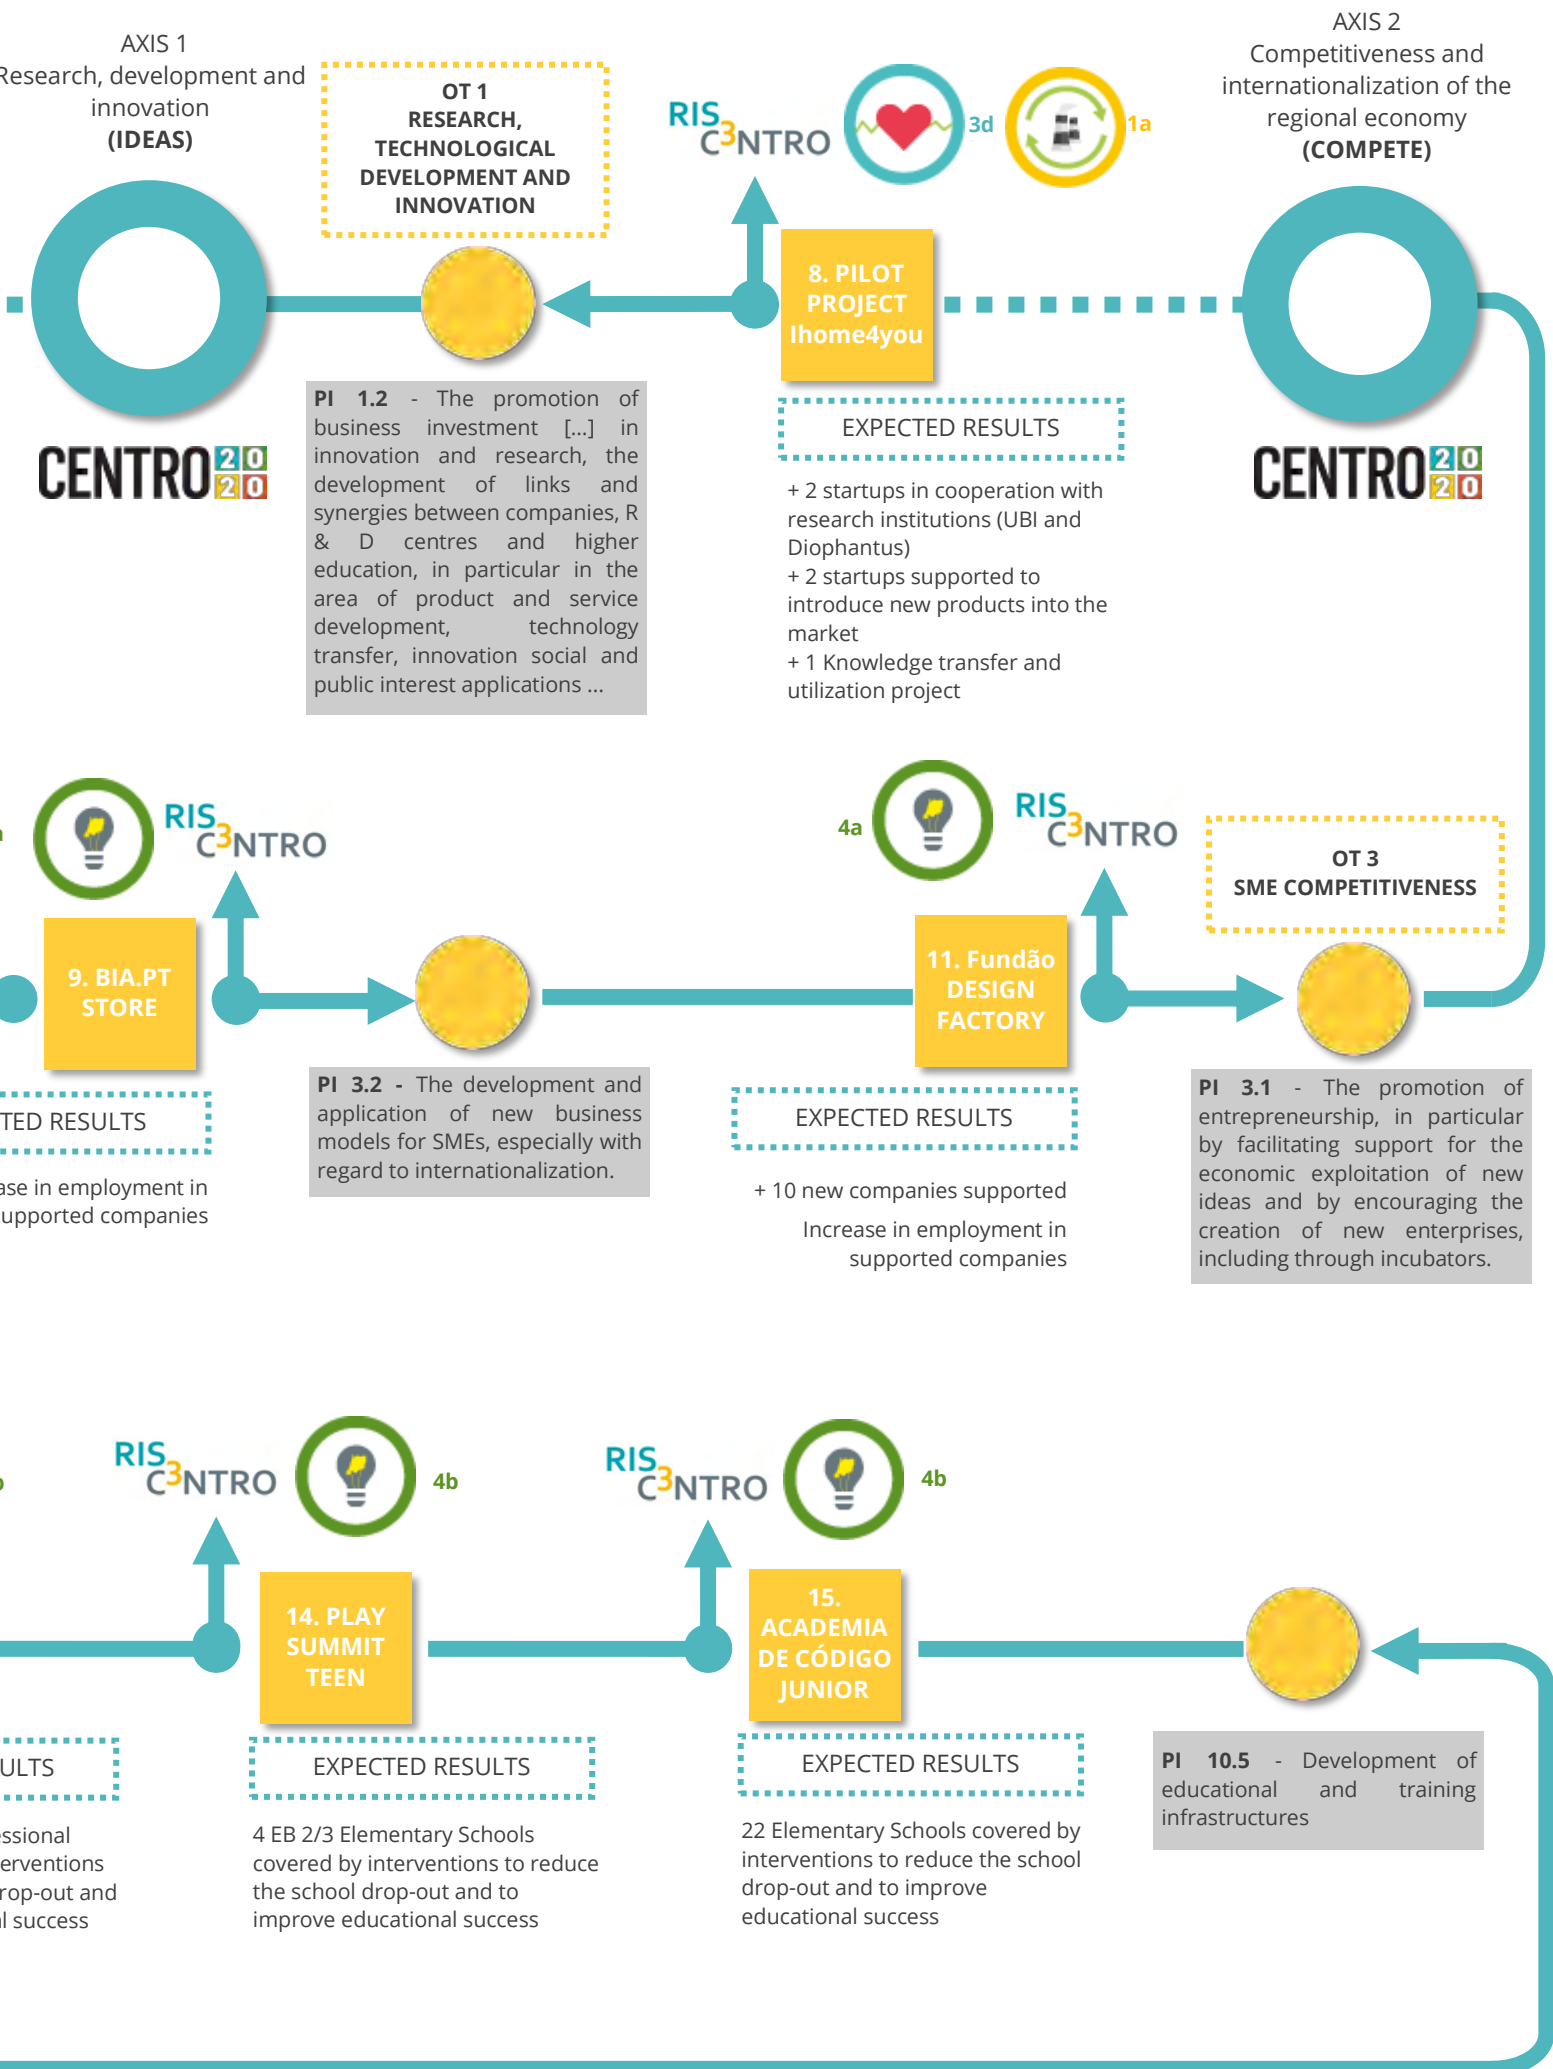 AXIS 1
Research, development and
innovation
(IDEAS)
OT 1
RESEARCH,
TECHNOLOGICAL
DEVELOPMENT AND
INNOVATION
RIS
C3NTRO
3d
1a
AXIS 2
Competitiveness and
internationalization of the
regional economy
(COMPETE)
8. PILOT
PROJECT
Ihome4you
CENTRO 20
20
PI 1.2 - The promotion of
business investment [...] in
innovation and research, the
development of links and
synergies between companies, R
& D centres and higher
education, in particular in the
area of product and service
development, technology
transfer, innovation social and
public interest applications ...
EXPECTED RESULTS
+ 2 startups in cooperation with
research institutions (UBI and
Diophantus)
+ 2 startups supported to
introduce new products into the
market
+ 1 Knowledge transfer and
utilization project
CENTRO 20
20
RIS
C3NTRO
4a
RIS
C3NTRO
OT 3
SME COMPETITIVENESS
9. BIA.PT
STORE
11. Fundão
DESIGN
FACTORY
TED RESULTS
ase in employment in
upported companies
PI 3.2 - The development and
application of new business
models for SMEs, especially with
regard to internationalization.
EXPECTED RESULTS
+ 10 new companies supported
Increase in employment in
supported companies
PI 3.1 - The promotion of
entrepreneurship, in particular
by facilitating support for the
economic exploitation of new
ideas and by encouraging the
creation of new enterprises,
including through incubators.
RIS
C3NTRO
4b
RIS
C3NTRO
4b
14. PLAY
SUMMIT
TEEN
15.
ACADEMIA
DE CÓDIGO
JUNIOR
ULTS
essional
erventions
rop-out and
al success
EXPECTED RESULTS
4 EB 2/3 Elementary Schools
covered by interventions to reduce
the school drop-out and to
improve educational success
EXPECTED RESULTS
22 Elementary Schools covered by
interventions to reduce the school
drop-out and to improve
educational success
PI 10.5 - Development of
educational and training
infrastructures